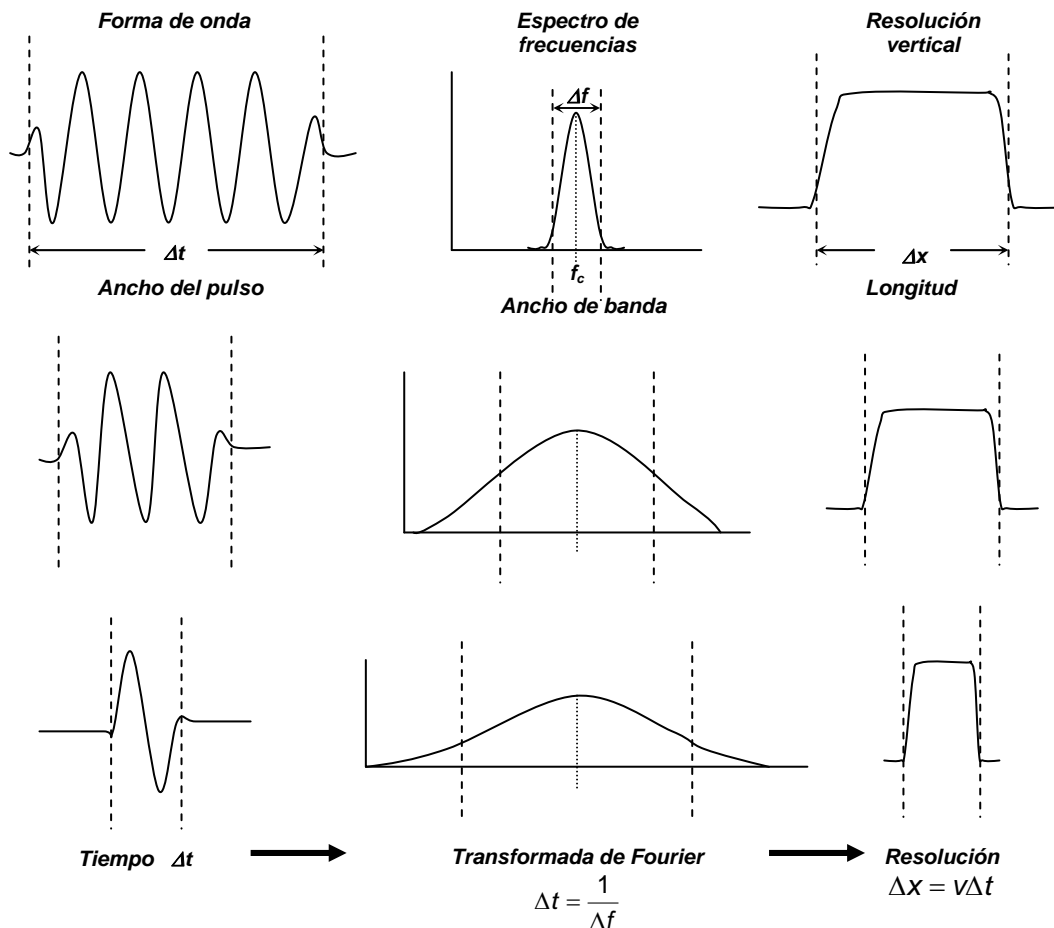 Forma de onda
Espectro de
frecuencias
Resolución
vertical
Δf
Δt
f_c
Δx
Ancho del pulso
Ancho de banda
Longitud
Tiempo Δt
Transformada de Fourier
Resolución
Δt = 1/Δf
Δx = vΔt